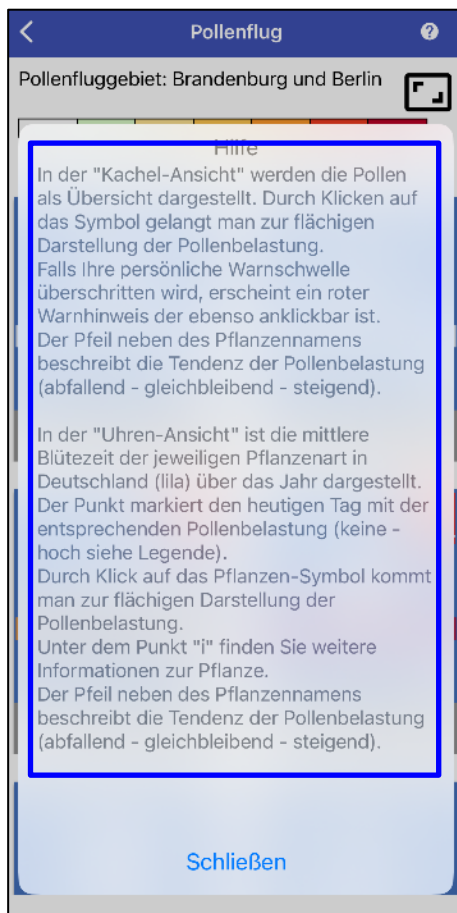 Pollenflug
?
Pollenfluggebiet: Brandenburg und Berlin
Hilfe
In der "Kachel-Ansicht" werden die Pollen
als Übersicht dargestellt. Durch Klicken auf
das Symbol gelangt man zur flächigen
Darstellung der Pollenbelastung.
Falls Ihre persönliche Warnschwelle
überschritten wird, erscheint ein roter
Warnhinweis der ebenso anklickbar ist.
Der Pfeil neben des Pflanzennamens
beschreibt die Tendenz der Pollenbelastung
(abfallend - gleichbleibend - steigend).
In der "Uhren-Ansicht" ist die mittlere
Blütezeit der jeweiligen Pflanzenart in
Deutschland (lila) über das Jahr dargestellt.
Der Punkt markiert den heutigen Tag mit der
entsprechenden Pollenbelastung (keine -
hoch siehe Legende).
Durch Klick auf das Pflanzen-Symbol kommt
man zur flächigen Darstellung der
Pollenbelastung.
Unter dem Punkt "i" finden Sie weitere
Informationen zur Pflanze.
Der Pfeil neben des Pflanzennamens
beschreibt die Tendenz der Pollenbelastung
(abfallend - gleichbleibend - steigend).
Schließen